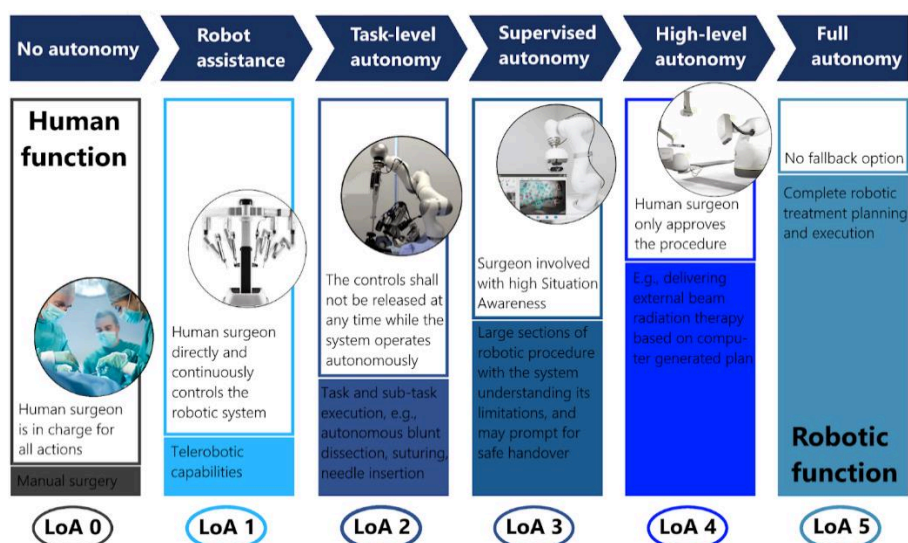 No autonomy
Robot
assistance
Task-level
autonomy
Supervised
autonomy
High-level
autonomy
Full
autonomy
Human
function
Human surgeon
is in charge for
all actions
Manual surgery
Human surgeon
directly and
continuously
controls the
robotic system
Telerobotic
capabilities
The controls shall
not be released at
any time while the
system operates
autonomously
Task and sub-task
execution, e.g.,
autonomous blunt
dissection, suturing,
needle insertion
Surgeon involved
with high Situation
Awareness
Large sections of
robotic procedure
with the system
understanding its
limitations, and
may prompt for
safe handover
Human surgeon
only approves
the procedure
E.g., delivering
external beam
radiation therapy
based on compu-
ter generated plan
No fallback option
Complete robotic
treatment planning
and execution
Robotic
function
LoA 0
LoA 1
LoA 2
LoA 3
LoA 4
LoA 5